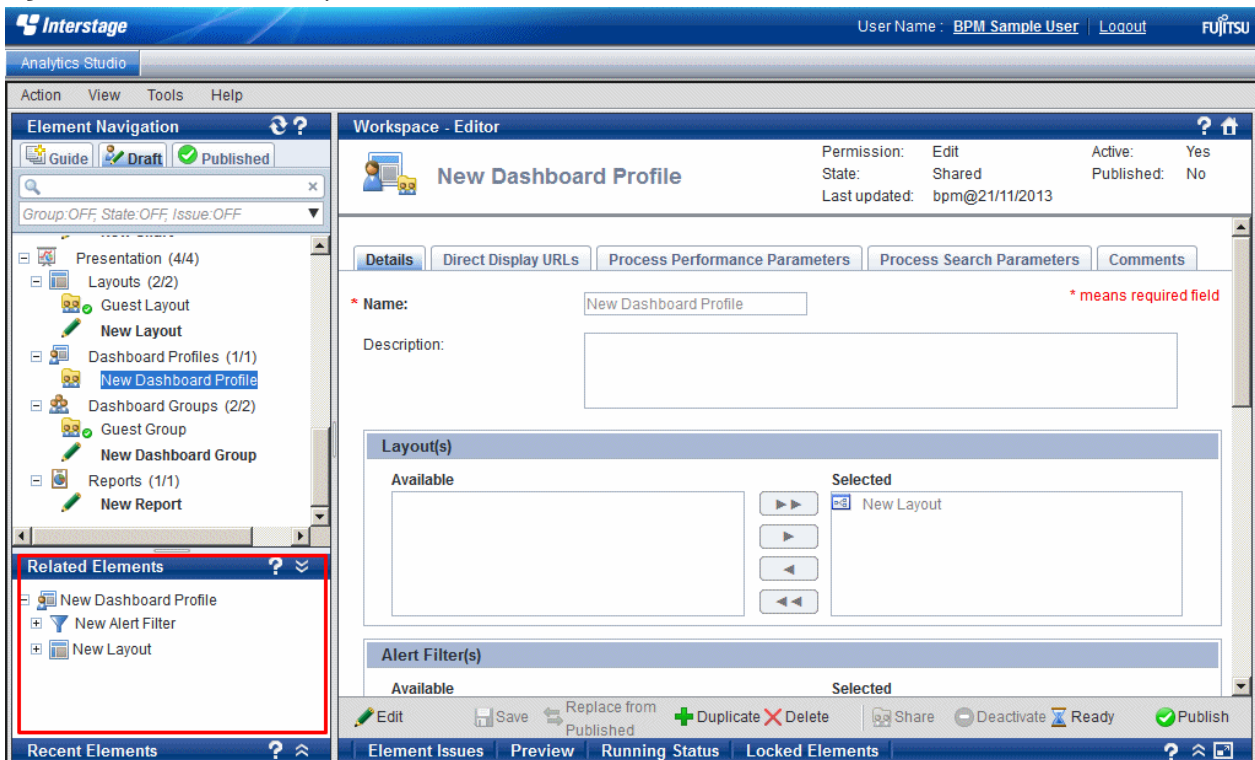 Interstage
User Name : BPM Sample User Logout FUJITSU
Analytics Studio
Action View Tools Help
Element Navigation
Guide Draft Published
Group:OFF, State:OFF, Issue:OFF
Presentation (4/4)
Layouts (2/2)
Guest Layout
New Layout
Dashboard Profiles (1/1)
New Dashboard Profile
Dashboard Groups (2/2)
Guest Group
New Dashboard Group
Reports (1/1)
New Report
Related Elements
New Dashboard Profile
New Alert Filter
New Layout
Recent Elements
Workspace - Editor
New Dashboard Profile
Permission: Edit Active: Yes
State: Shared Published: No
Last updated: bpm@21/11/2013
Details Direct Display URLs Process Performance Parameters Process Search Parameters Comments
* means required field
* Name: New Dashboard Profile
Description:
Layout(s)
Available Selected
New Layout
Alert Filter(s)
Available Selected
Edit Save Replace from Published Duplicate Delete Share Deactivate Ready Publish
Element Issues Preview Running Status Locked Elements